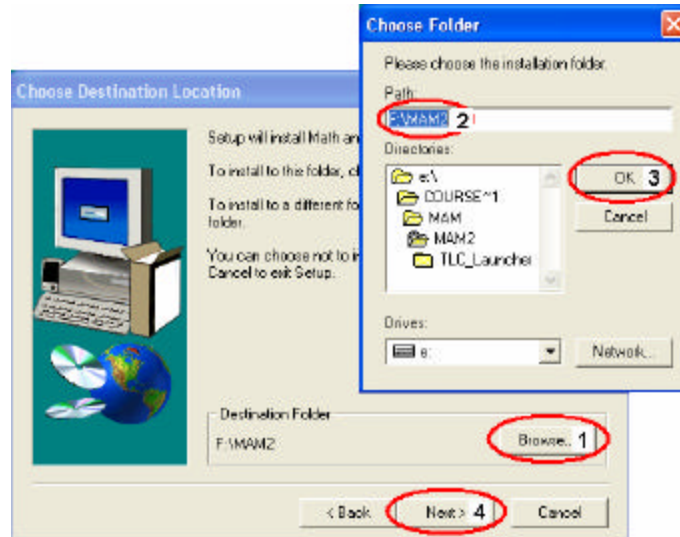 Choose Folder
Please choose the installation folder.
Path:
F:\MAM2 2
Directories:
e:\
COURSE~1
MAM
MAM2
TLC_Launcher
OK 3
Cancel
Drives:
e:
Network...
Choose Destination Location
Setup will install Math an
To install to this folder, cl
To install to a different fo
folder.
You can choose not to i
Cancel to exit Setup.
Destination Folder
F:\MAM2
Browse.. 1
< Back
Next > 4
Cancel